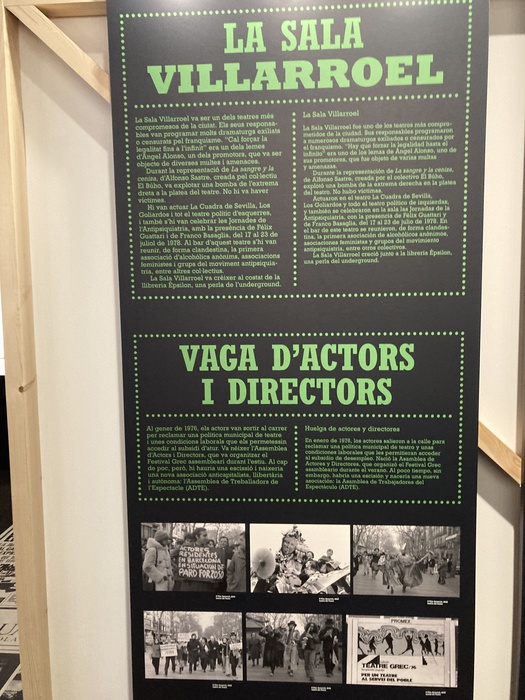 LA SALA
VILLARROEL
La Sala Villarroel va ser un dels teatres més
compromesos de la ciutat. Els seus responsa-
bles van programar molts dramaturgs exiliats
o censurats pel franquisme. "Cal forçar la
legalitat fins a l'infinit" era un dels lemes
d'Ángel Alonso, un dels promotors, que va ser
objecte de diverses multes i amenaces.
Durant la representació de La sangre y la
ceniza, d'Alfonso Sastre, creada pel col·lectiu
El Búho, va explotar una bomba de l'extrema
dreta a la platea del teatre. No hi va haver
víctimes.
Hi van actuar La Cuadra de Sevilla, Los
Goliardos i tot el teatre polític d'esquerres,
i també s'hi van celebrar les Jornades de
l'Antipsiquiatria, amb la presència de Félix
Guattari i de Franco Basaglia, del 17 al 23 de
juliol de 1978. Al bar d'aquest teatre s'hi van
reunir, de forma clandestina, la primera
associació d'alcohòlics anònims, associacions
feministes i grups del moviment antipsiquia-
tria, entre altres col·lectius.
La Sala Villarroel va créixer al costat de la
llibreria Épsilon, una perla de l'underground.
La Sala Villarroel
La Sala Villarroel fue uno de los teatros más compro-
metidos de la ciudad. Sus responsables programaron
a numerosos dramaturgos exiliados o censurados por
el franquismo. "Hay que forzar la legalidad hasta el
infinito" era uno de los lemas de Ángel Alonso, uno de
sus promotores, que fue objeto de varias multas
y amenazas.
Durante la representación de La sangre y la ceniza,
de Alfonso Sastre, creada por el colectivo El Búho,
explotó una bomba de la extrema derecha en la platea
del teatro. No hubo víctimas.
Actuaron en el teatro La Cuadra de Sevilla,
Los Goliardos y todo el teatro político de izquierdas,
y también se celebraron en la sala las Jornadas de la
Antipsiquiatría, con la presencia de Félix Guattari y
de Franco Basaglia, del 17 al 23 de julio de 1978. En
el bar de este teatro se reunieron, de forma clandes-
tina, la primera asociación de alcohólicos anónimos,
asociaciones feministas y grupos del movimiento
antipsiquiatría, entre otros colectivos.
La Sala Villarroel creció junto a la librería Épsilon,
una perla del underground.
VAGA D'ACTORS
I DIRECTORS
Al gener de 1976, els actors van sortir al carrer
per reclamar una política municipal de teatre
i unes condicions laborals que els permetessin
accedir al subsidi d'atur. Va néixer l'Assemblea
d'Actors i Directors, que va organitzar el
Festival Grec assembleari durant l'estiu. Al cap
de poc, però, hi hauria una escissió i naixeria
una nova associació anticapitalista, llibertària
i autònoma: l'Assemblea de Treballadors de
l'Espectacle (ADTE).
Huelga de actores y directores
En enero de 1976, los actores salieron a la calle para
reclamar una política municipal de teatro y unas
condiciones laborales que les permitieran acceder
al subsidio de desempleo. Nació la Asamblea de
Actores y Directores, que organizó el Festival Grec
asambleario durante el verano. Al poco tiempo, sin
embargo, habría una escisión y nacería una nueva
asociación: la Asamblea de Trabajadores del
Espectáculo (ADTE).
ACTORES
RESIDENTES
EN BARCELONA
EN SITUACION DE
PARO FORZOSO
TEATRE GREC/76
PER UN TEATRE
AL SERVEI DEL POBLE